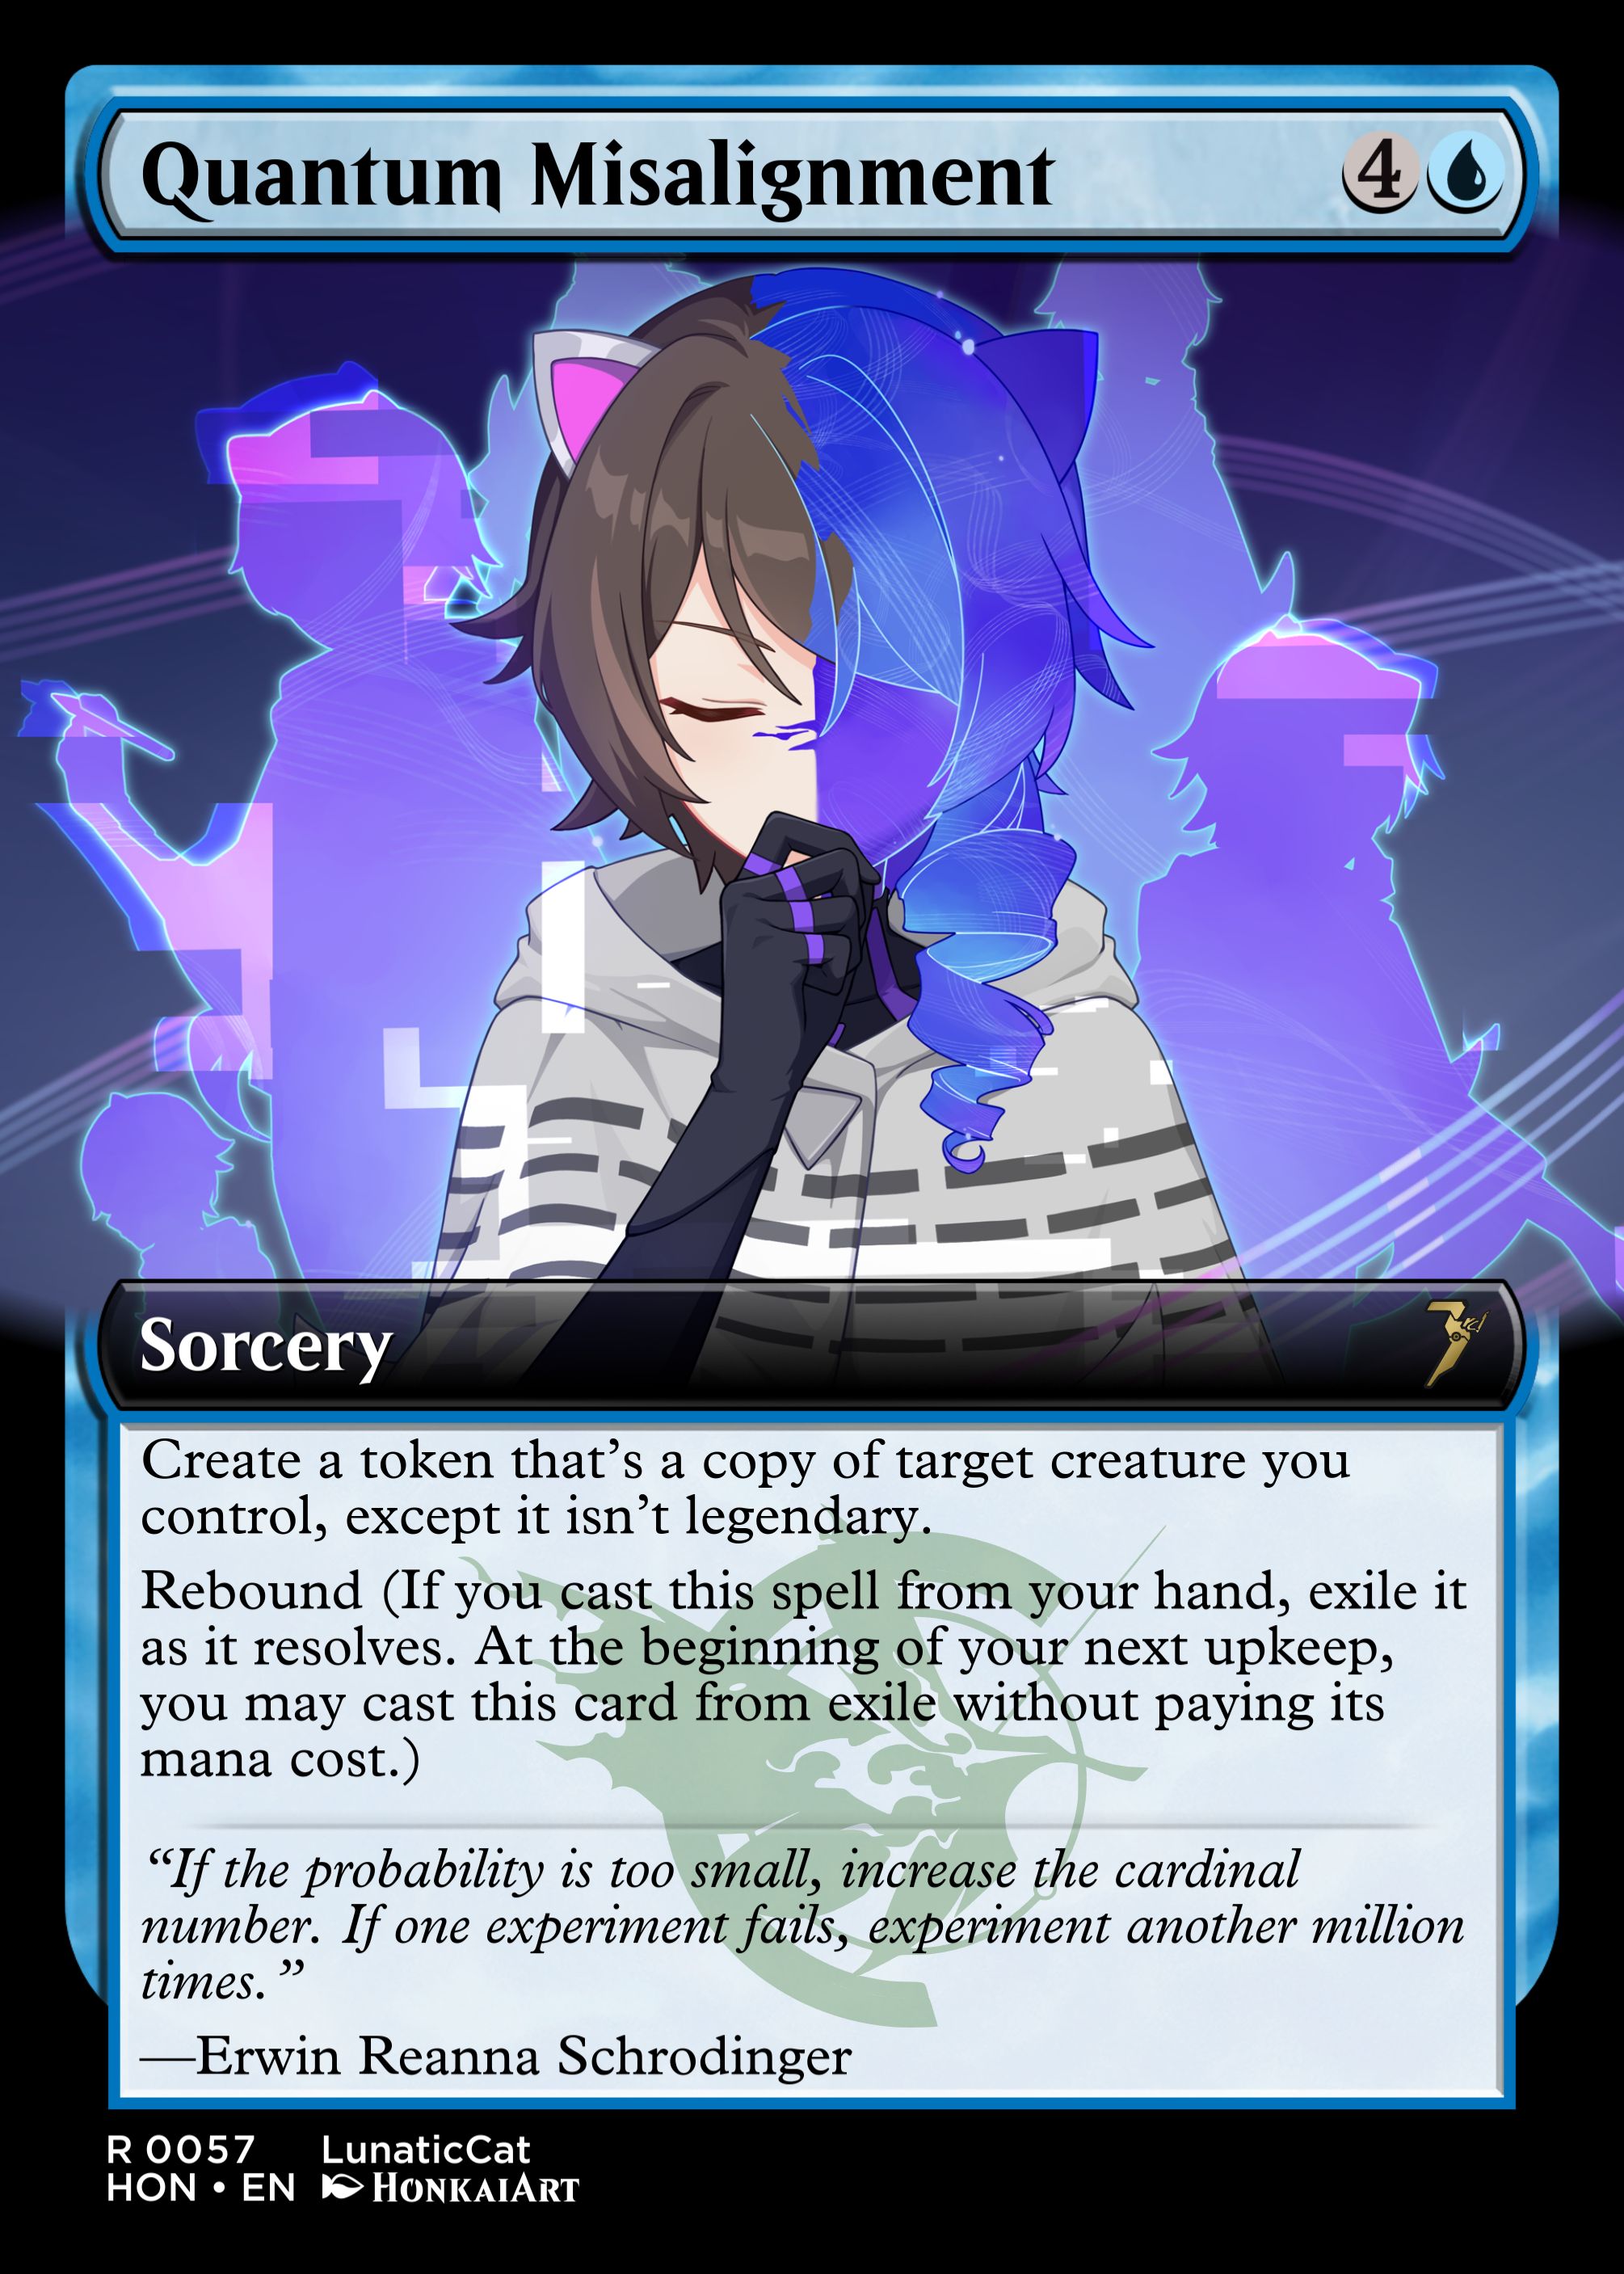 Quantum Misalignment 4
Sorcery
Create a token that’s a copy of target creature you
control, except it isn’t legendary.
Rebound (If you cast this spell from your hand, exile it
as it resolves. At the beginning of your next upkeep,
you may cast this card from exile without paying its
mana cost.)
“If the probability is too small, increase the cardinal
number. If one experiment fails, experiment another million
times.”
—Erwin Reanna Schrodinger
R 0057 LunaticCat
HON • EN HonkaiArt